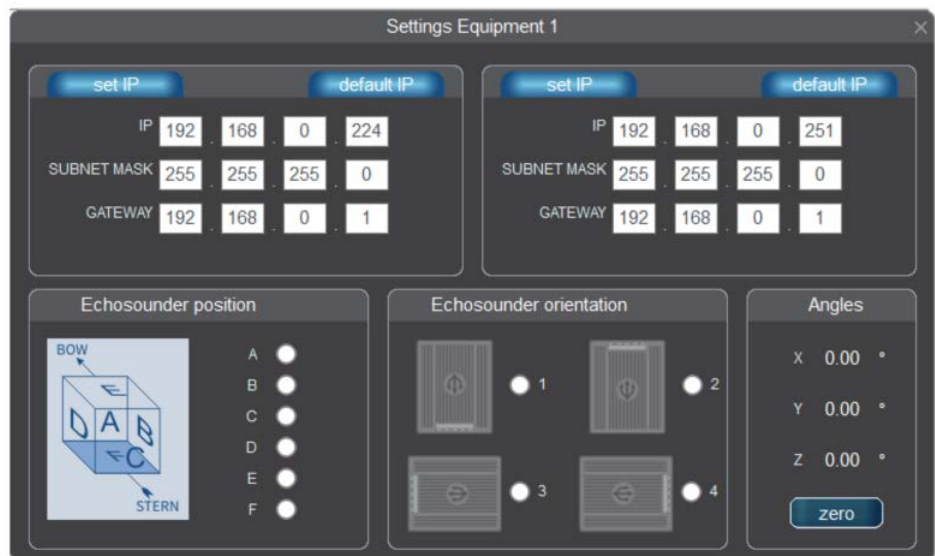 Settings Equipment 1
set IP default IP
IP 192 . 168 . 0 . 224
SUBNET MASK 255 . 255 . 255 . 0
GATEWAY 192 . 168 . 0 . 1
set IP default IP
IP 192 . 168 . 0 . 251
SUBNET MASK 255 . 255 . 255 . 0
GATEWAY 192 . 168 . 0 . 1
Echosounder position
BOW
D A B
C
STERN
A
B
C
D
E
F
Echosounder orientation
1
2
3
4
Angles
X 0.00 °
Y 0.00 °
Z 0.00 °
zero